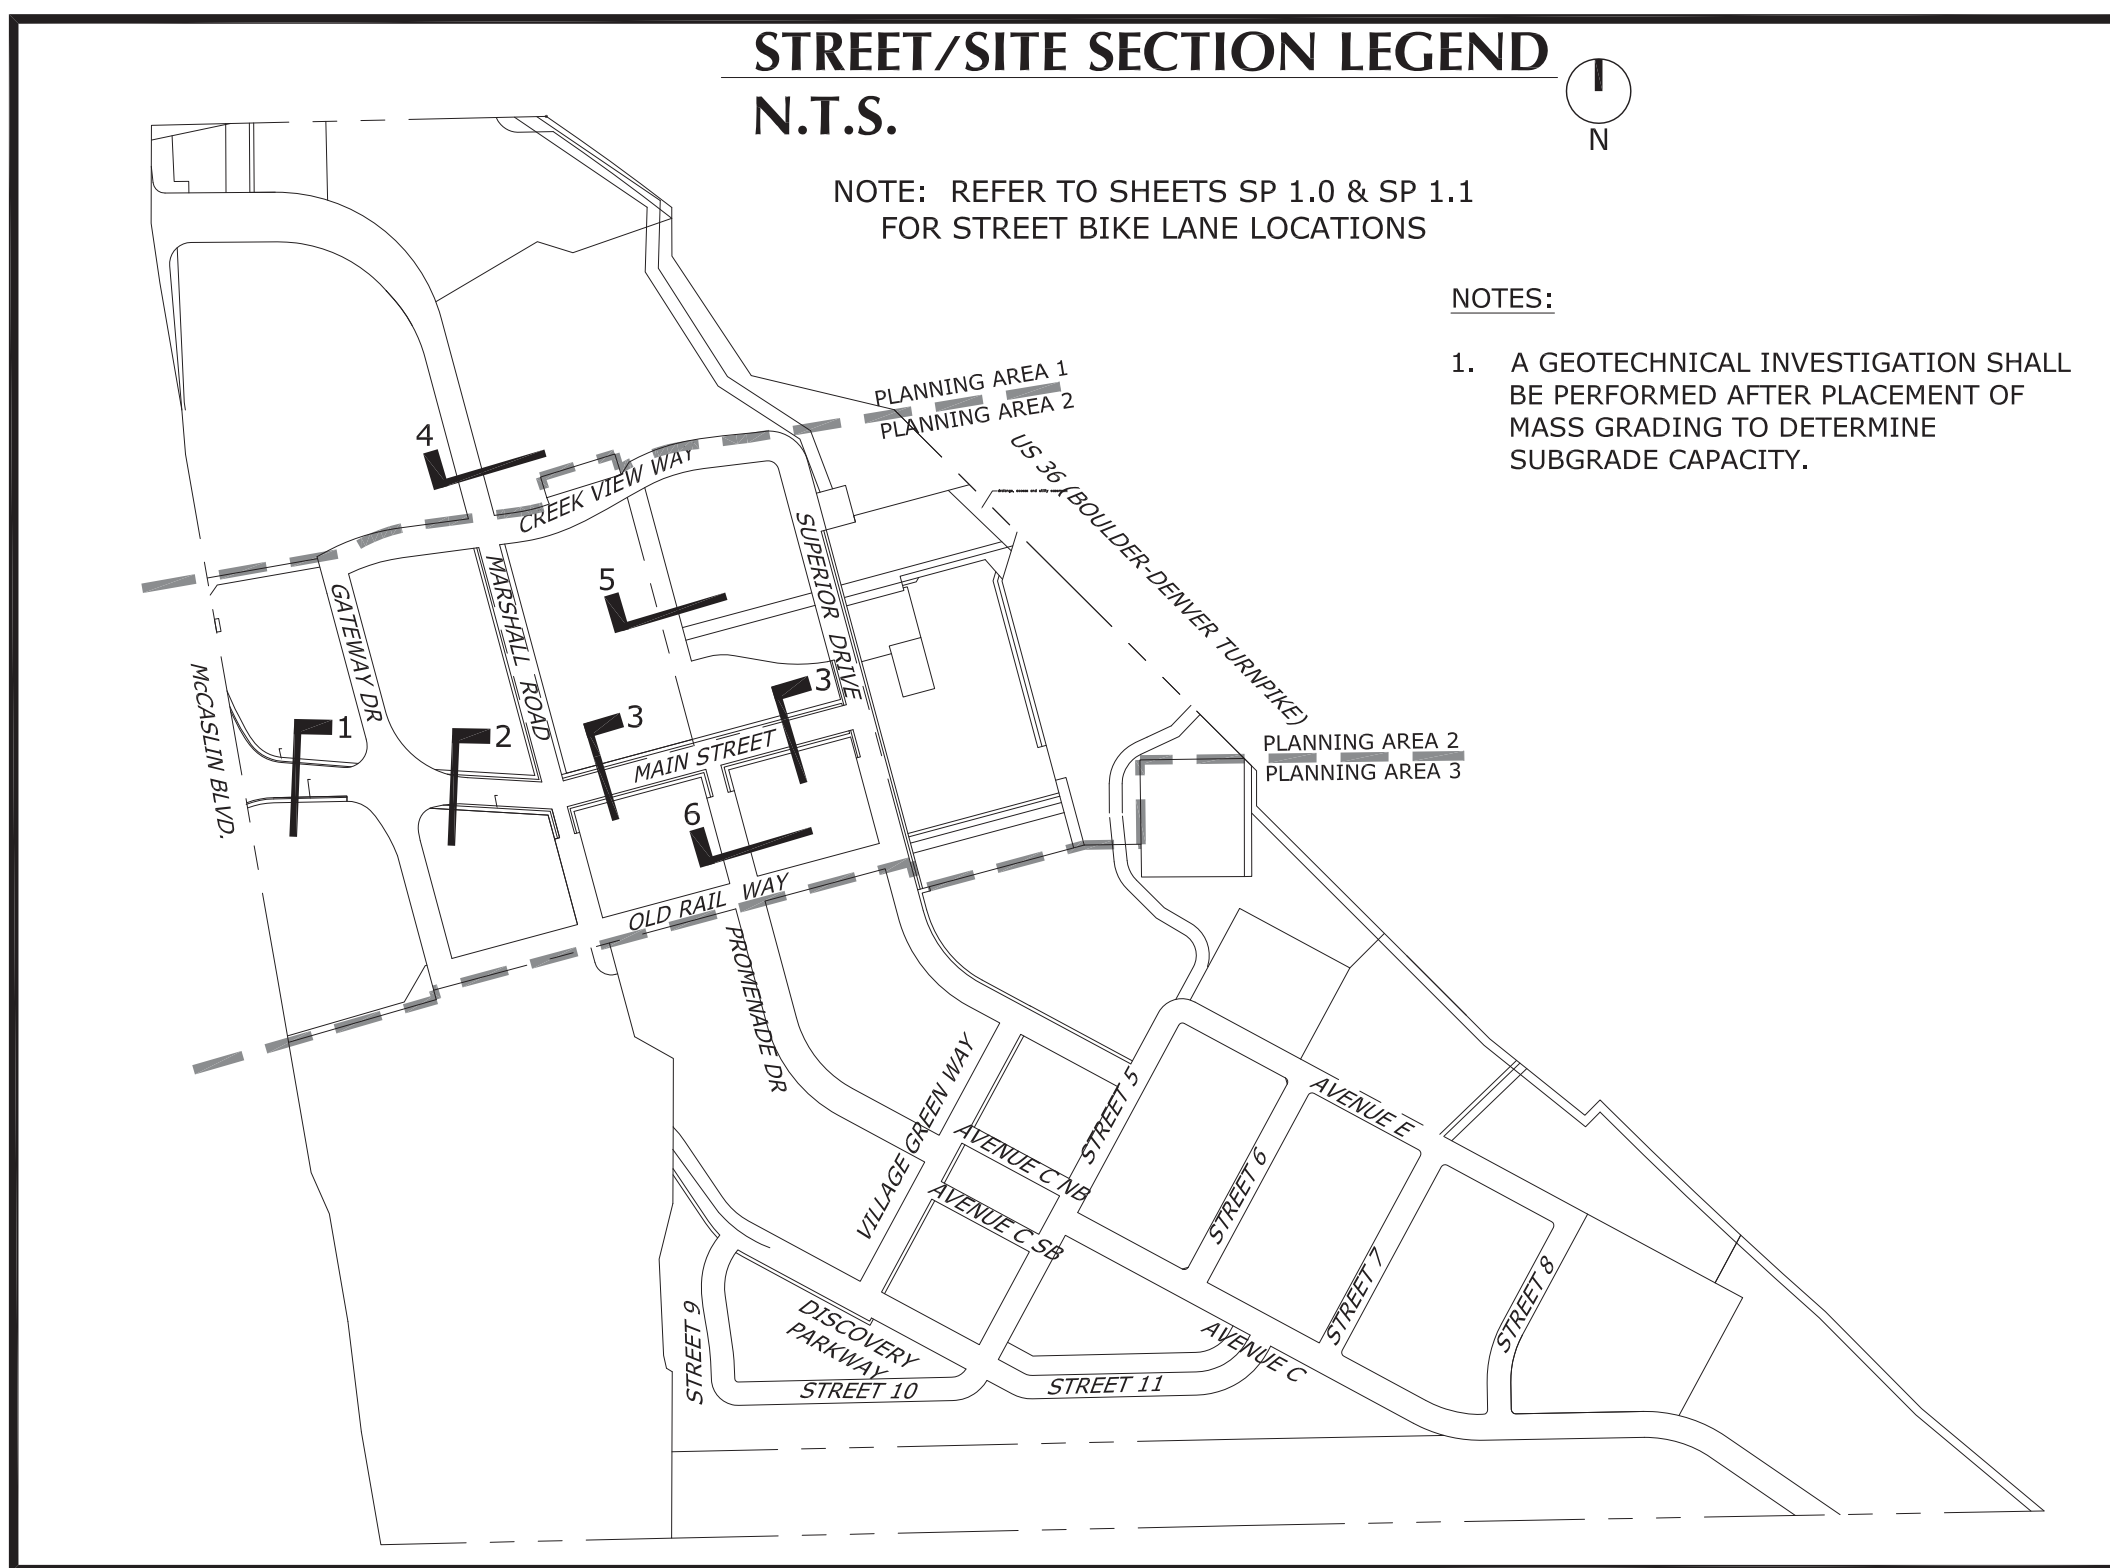 STREET/SITE SECTION LEGEND
N.T.S.
N
NOTE: REFER TO SHEETS SP 1.0 & SP 1.1
FOR STREET BIKE LANE LOCATIONS
NOTES:
1. A GEOTECHNICAL INVESTIGATION SHALL
BE PERFORMED AFTER PLACEMENT OF
MASS GRADING TO DETERMINE
SUBGRADE CAPACITY.
PLANNING AREA 1
PLANNING AREA 2
US 36 (BOULDER-DENVER TURNPIKE)
4
CREEK VIEW WAY
SUPERIOR DRIVE
MARSHALL ROAD
GATEWAY DR
5
McCASLIN BLVD.
3
3
1
2
MAIN STREET
PLANNING AREA 2
PLANNING AREA 3
6
OLD RAIL WAY
PROMENADE DR
VILLAGE GREEN WAY
STREET 5
AVENUE E
AVENUE C NB
AVENUE C SB
STREET 6
STREET 7
STREET 8
STREET 9
DISCOVERY
PARKWAY
AVENUE C
STREET 10
STREET 11